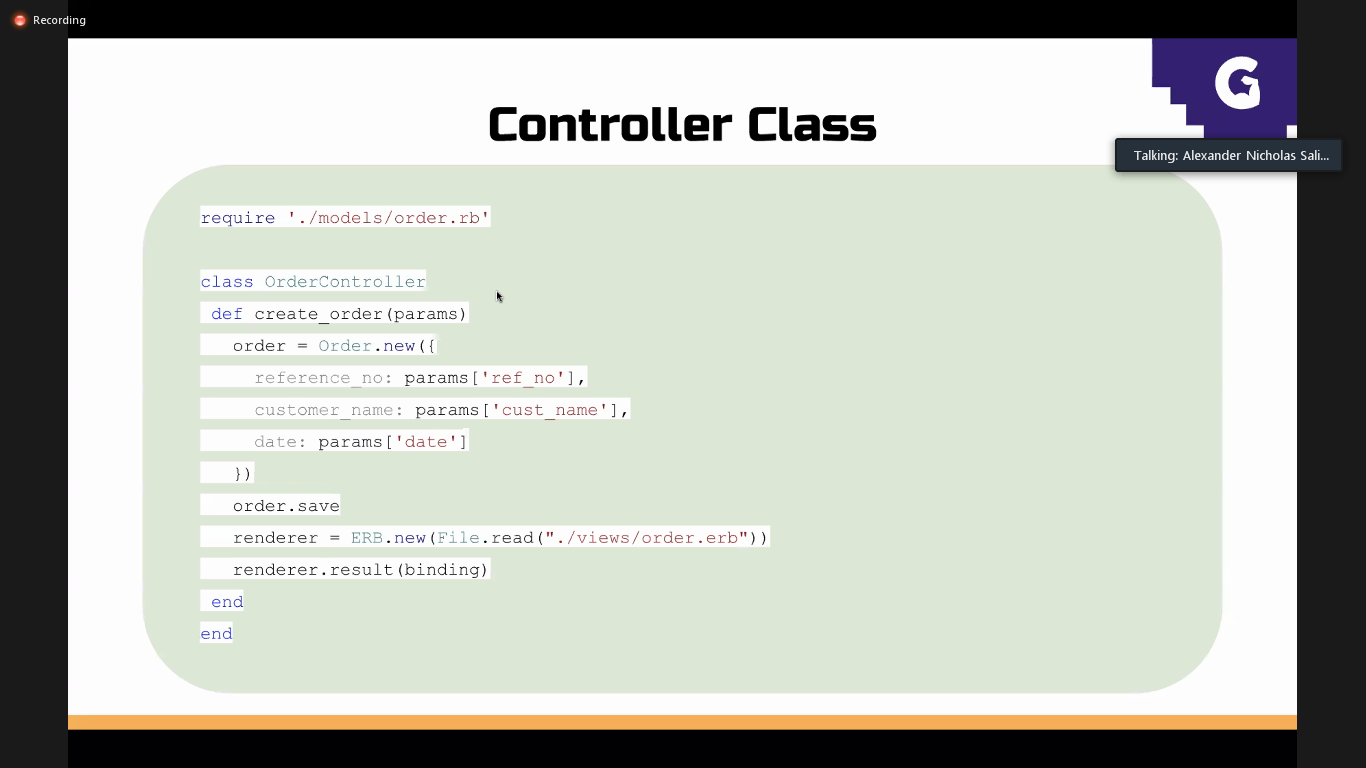 Recording
G
Controller Class
Talking: Alexander Nicholas Sali...
require './models/order.rb'
class OrderController
def create_order(params)
order = Order.new({
reference_no: params['ref_no'],
customer_name: params['cust_name'],
date: params['date']
})
order.save
renderer = ERB.new(File.read("./views/order.erb"))
renderer.result(binding)
end
end